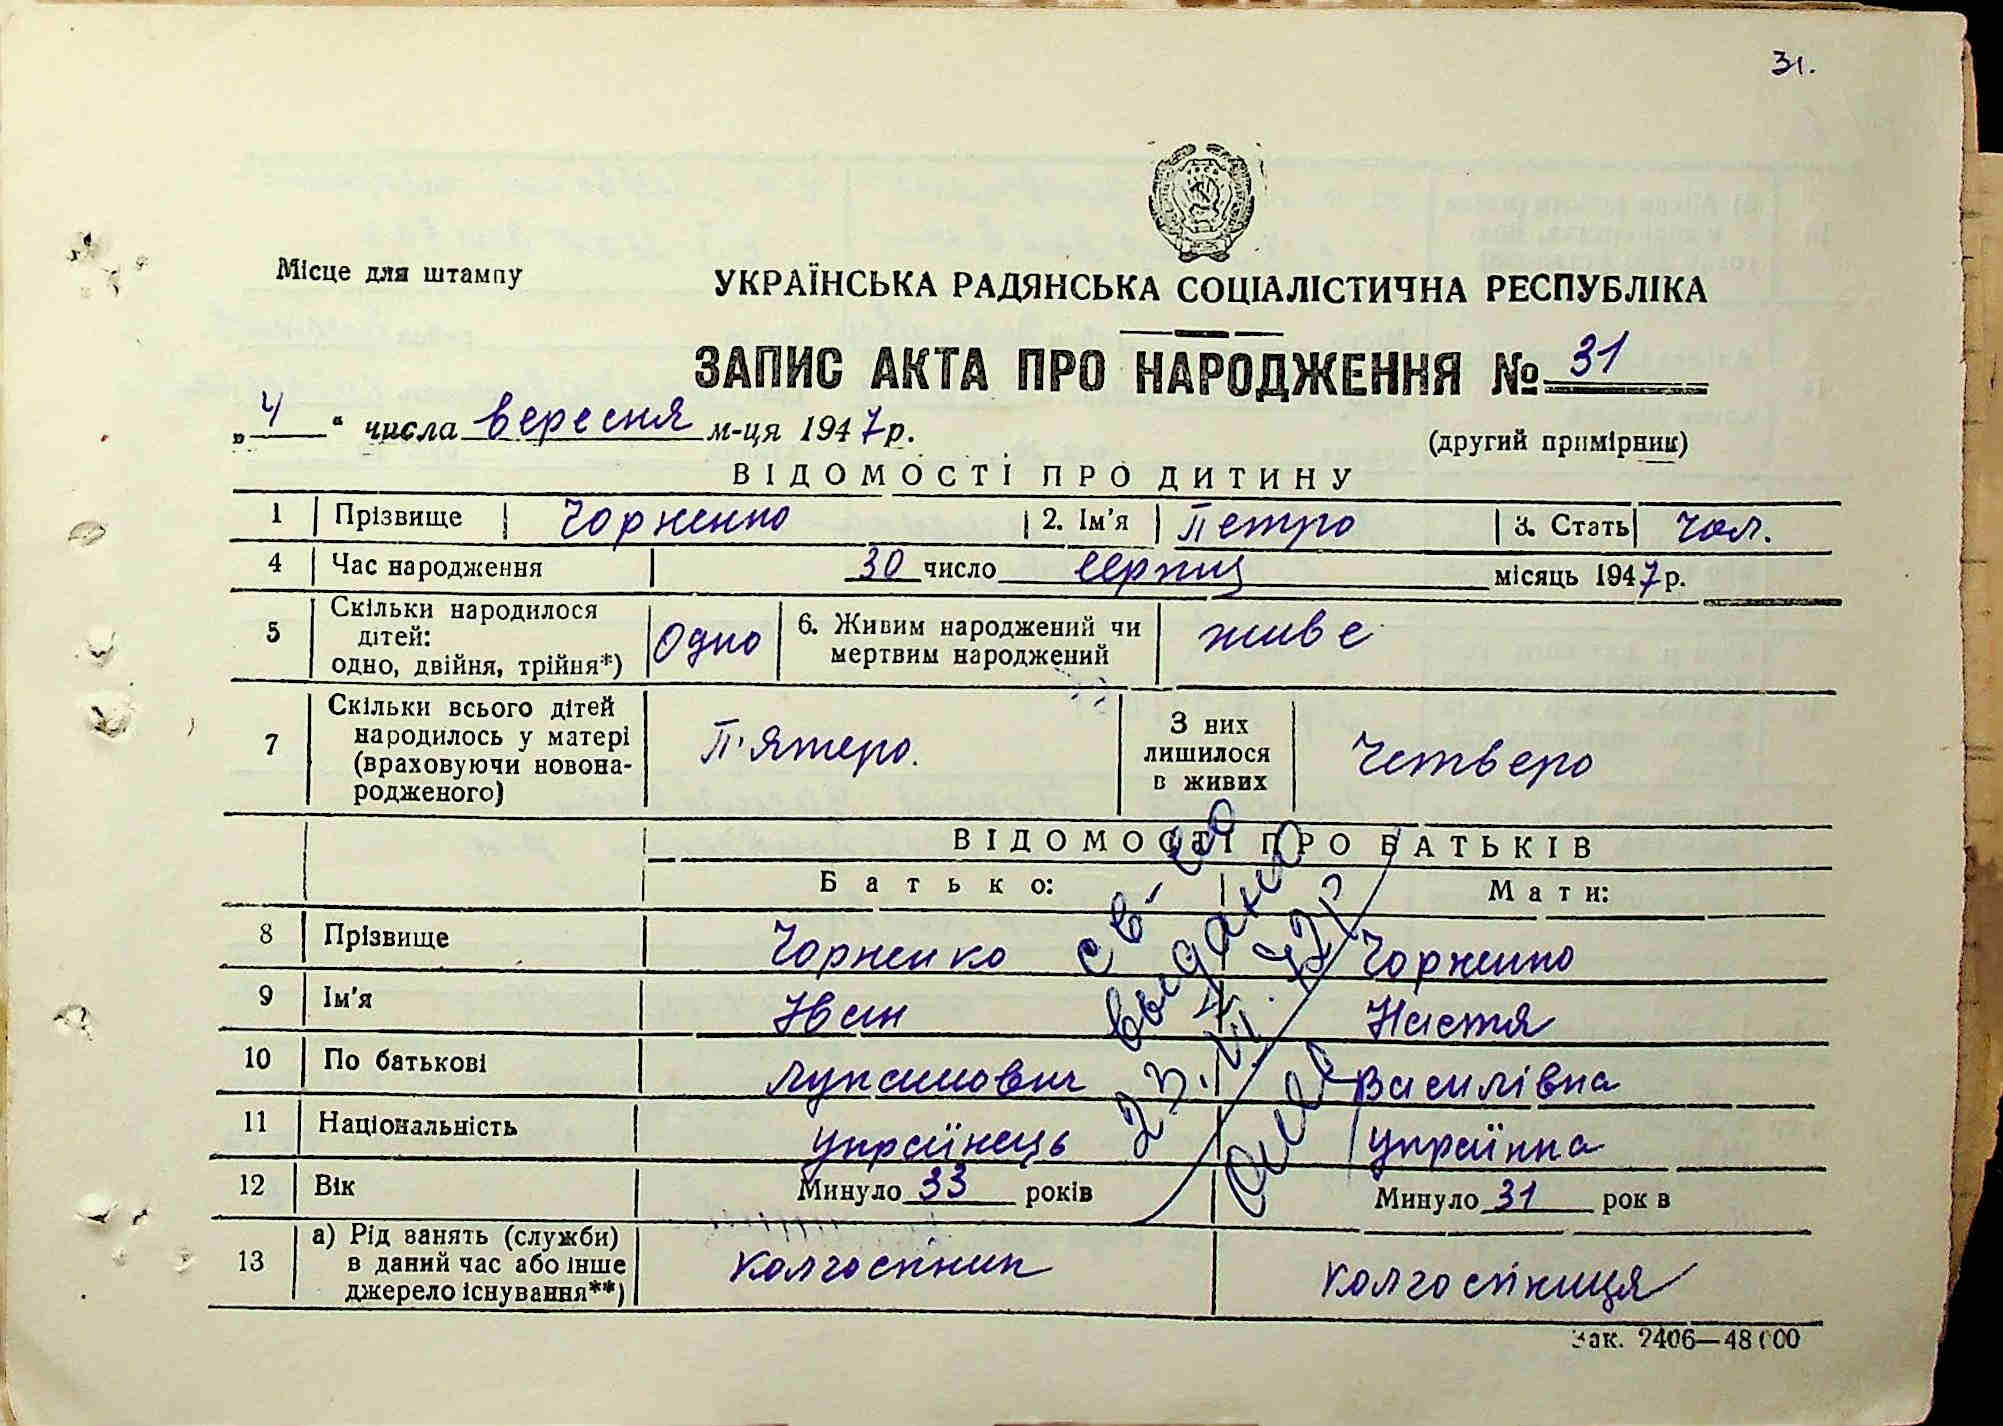 31.
Місце для штампу
УКРАЇНСЬКА РАДЯНСЬКА СОЦІАЛІСТИЧНА РЕСПУБЛІКА
ЗАПИС АКТА ПРО НАРОДЖЕННЯ № 31
„4“ числа вересня м-ця 1947р.
(другий примірник)
ВІДОМОСТІ ПРО ДИТИНУ
1 Прізвище Чорненко 2. Ім'я Петро 3. Стать чол.
4 Час народження 30 число серпня місяць 1947р.
5 Скільки народилося дітей: одно, двійня, трійня*) Одно 6. Живим народжений чи мертвим народжений живе
7 Скільки всього дітей народилось у матері (враховуючи новонародженого) П'ятеро. З них лишилося в живих Четверо
ВІДОМОСТІ ПРО БАТЬКІВ
Батько: Мати:
8 Прізвище Чорненко Чорненко
9 Ім'я Іван Настя
10 По батькові Василівна
11 Національність українець українка
12 Вік Минуло 33 років Минуло 31 рок в
13 а) Рід занять (служби) в даний час або інше джерело існування**) Колгоспник колгоспниця
св-во
выдано
Зак. 2406—48000